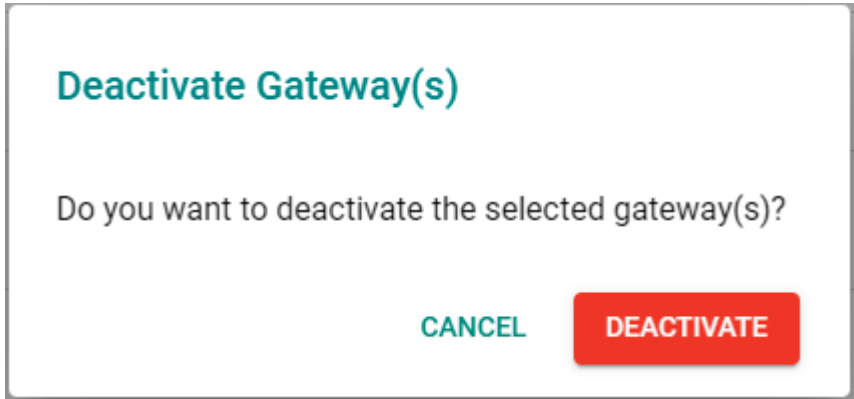 Deactivate Gateway(s)
Do you want to deactivate the selected gateway(s)?
CANCEL
DEACTIVATE